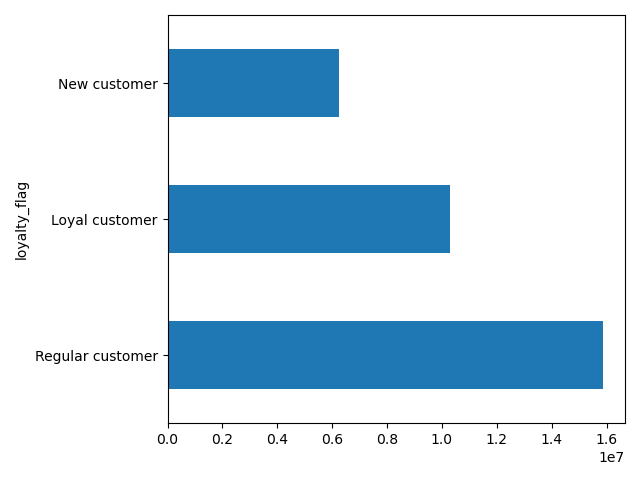 New customer
Loyal customer
Regular customer
loyalty_flag
0.0 0.2 0.4 0.6 0.8 1.0 1.2 1.4 1.6
1e7